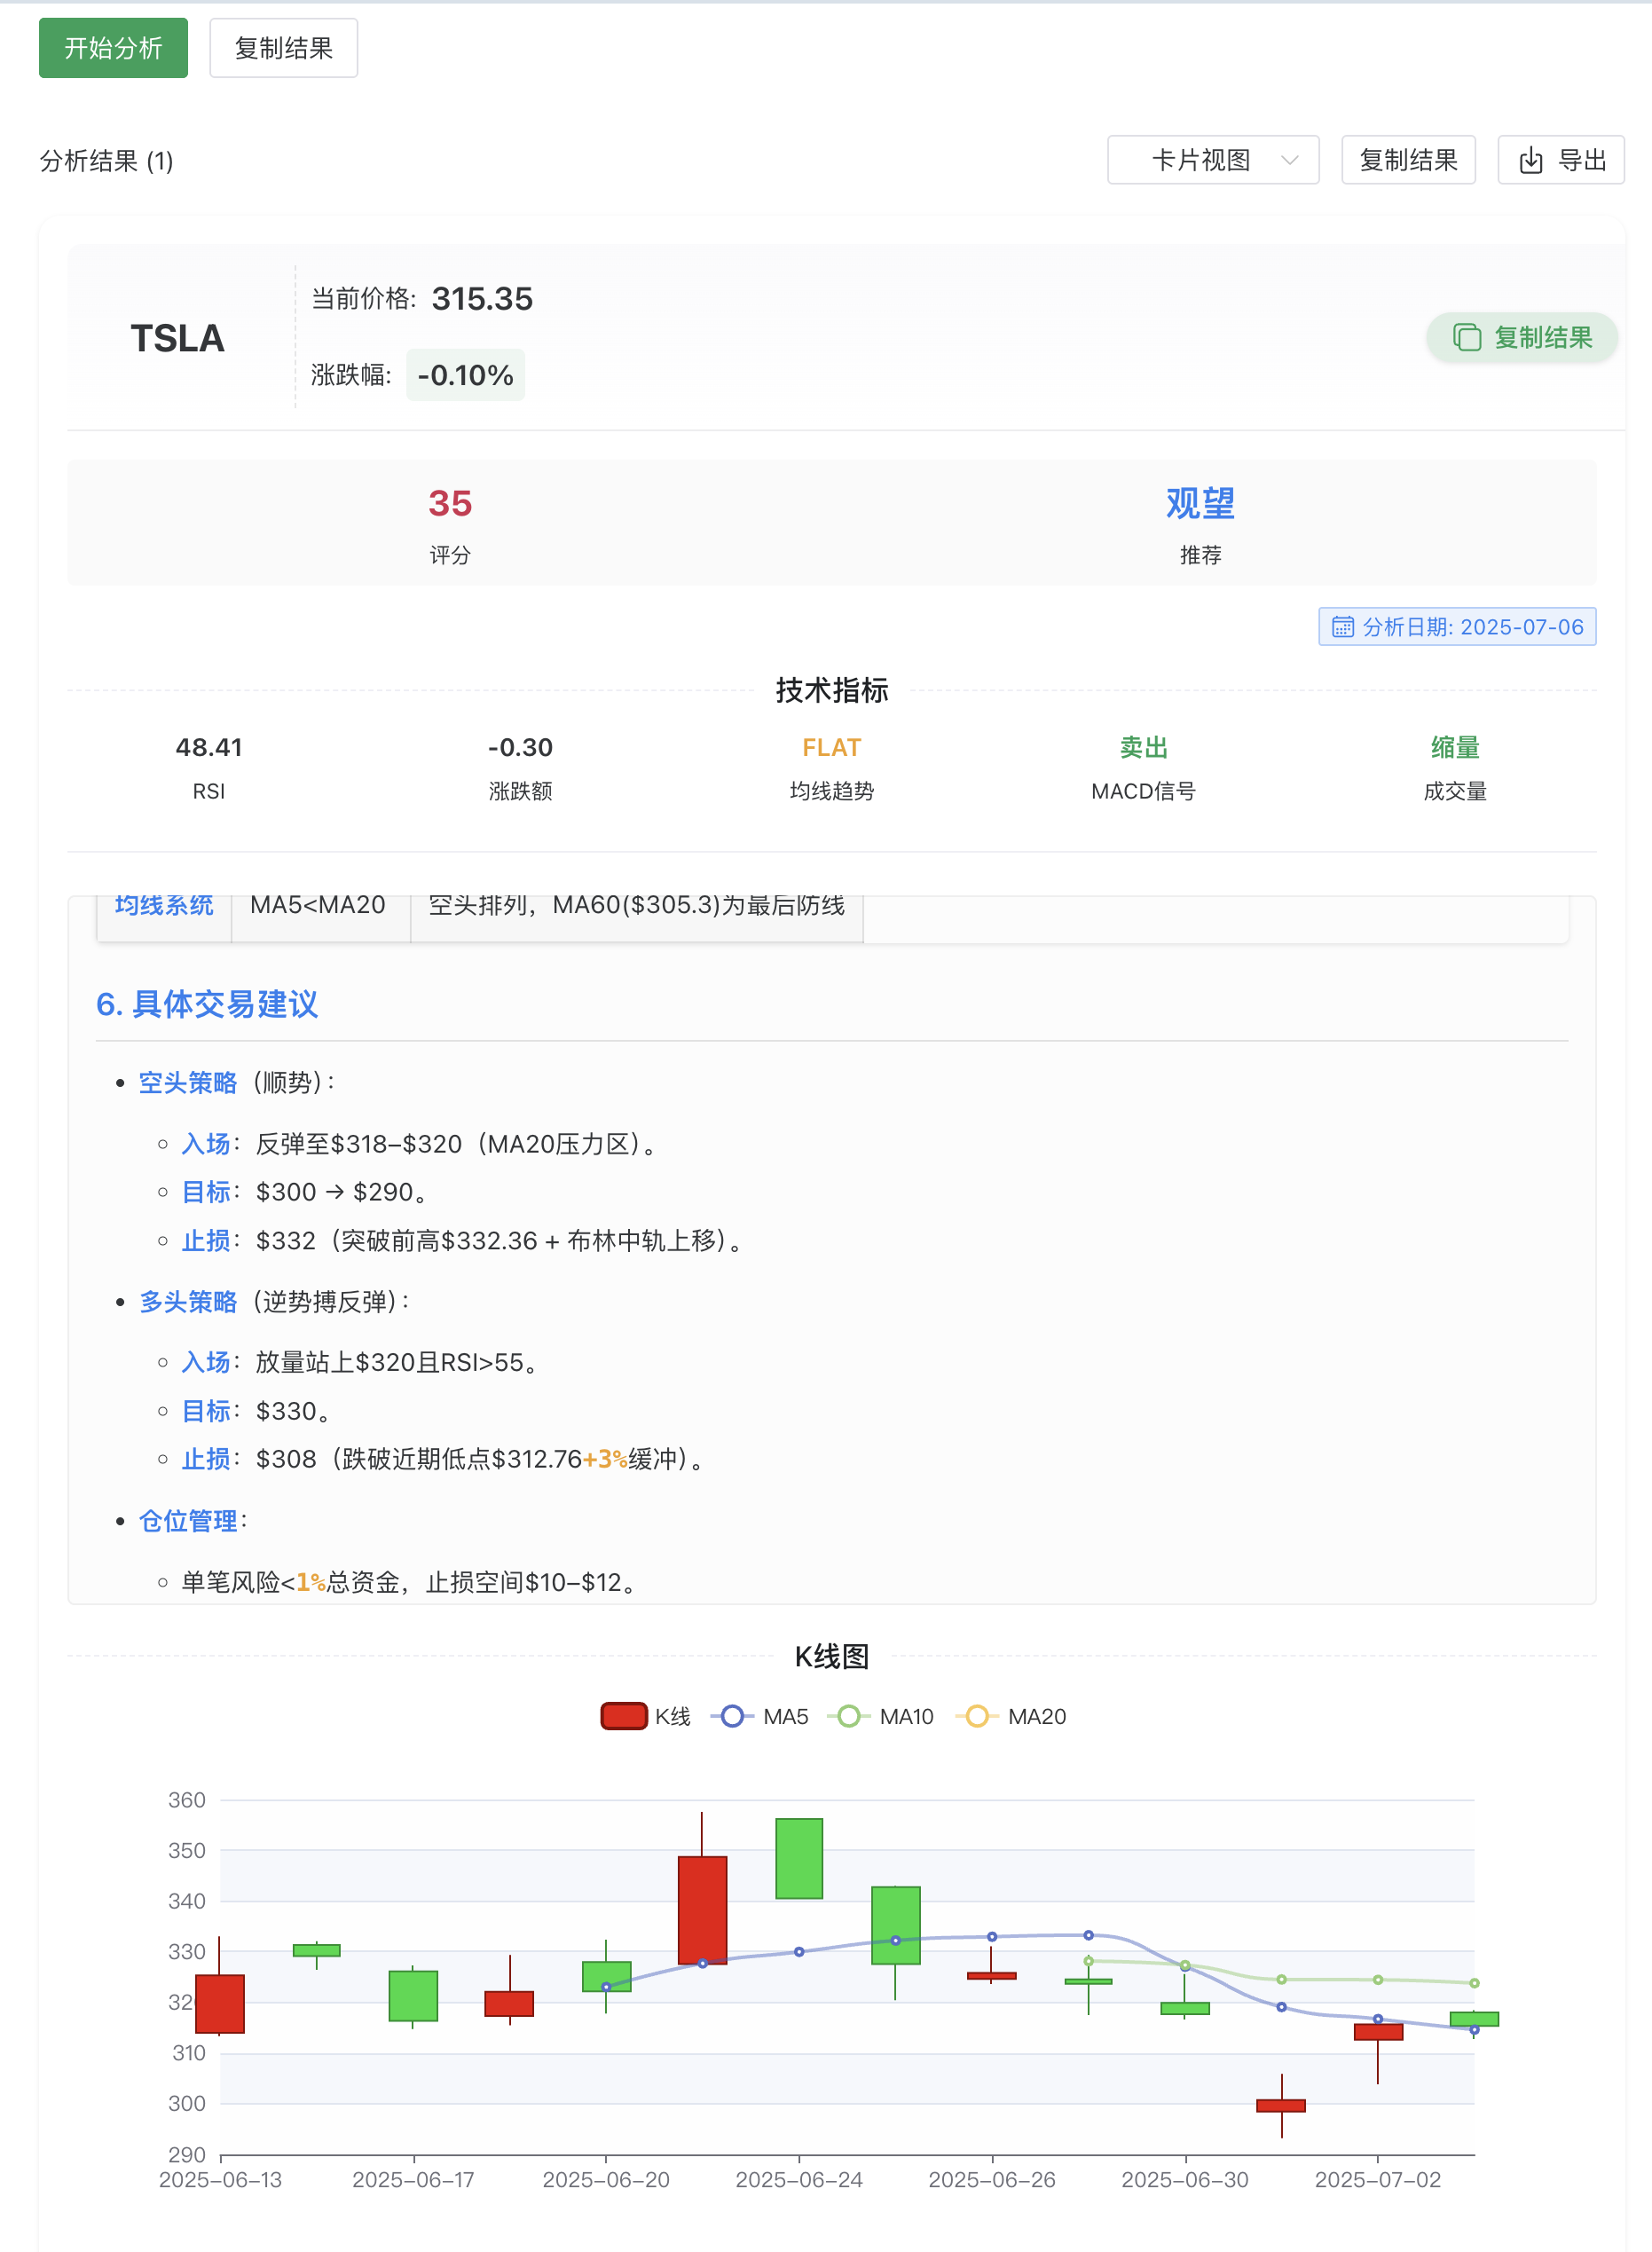 开始分析
复制结果
分析结果 (1)
卡片视图
复制结果
导出
TSLA
当前价格: 315.35
涨跌幅: -0.10%
复制结果
35
评分
观望
推荐
分析日期: 2025-07-06
技术指标
48.41
RSI
-0.30
涨跌额
FLAT
均线趋势
卖出
MACD信号
缩量
成交量
均线系统 MA5<MA20 空头排列，MA60($305.3)为最后防线
6. 具体交易建议
• 空头策略（顺势）：
◦ 入场：反弹至$318–$320（MA20压力区）。
◦ 目标：$300 → $290。
◦ 止损：$332（突破前高$332.36 + 布林中轨上移）。
• 多头策略（逆势搏反弹）：
◦ 入场：放量站上$320且RSI>55。
◦ 目标：$330。
◦ 止损：$308（跌破近期低点$312.76+3%缓冲）。
• 仓位管理：
◦ 单笔风险<1%总资金，止损空间$10–$12。
K线图
K线 MA5 MA10 MA20
360
350
340
330
32
310
300
290
2025-06-13 2025-06-17 2025-06-20 2025-06-24 2025-06-26 2025-06-30 2025-07-02